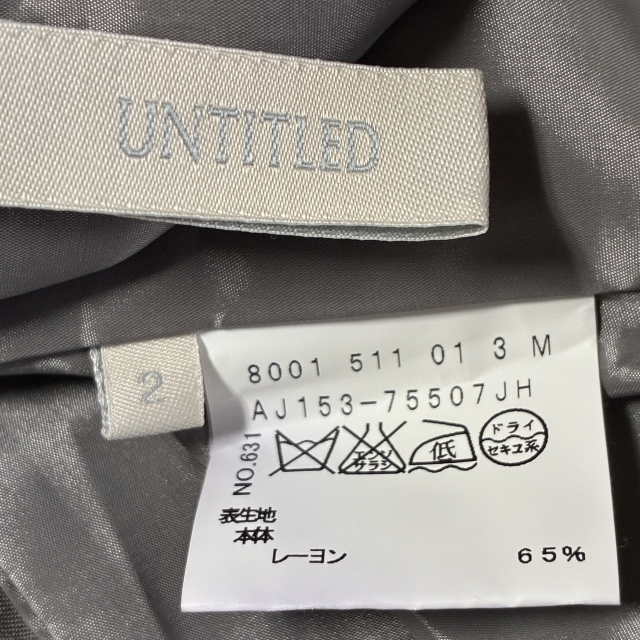 UNTITLED
2
8001 511 01 3 M
AJ153-75507JH
NO.631
エンソ
サラシ
低
ドライ
セキユ系
表生地
本体
レーヨン 65%